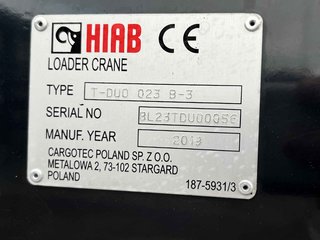 HIAB CE
LOADER CRANE
TYPE T-DUO 023 B-3
SERIAL NO BL23TDU00056
MANUF. YEAR 2018
CARGOTEC POLAND SP. Z O.O.
METALOWA 2, 73-102 STARGARD
POLAND
187-5931/3